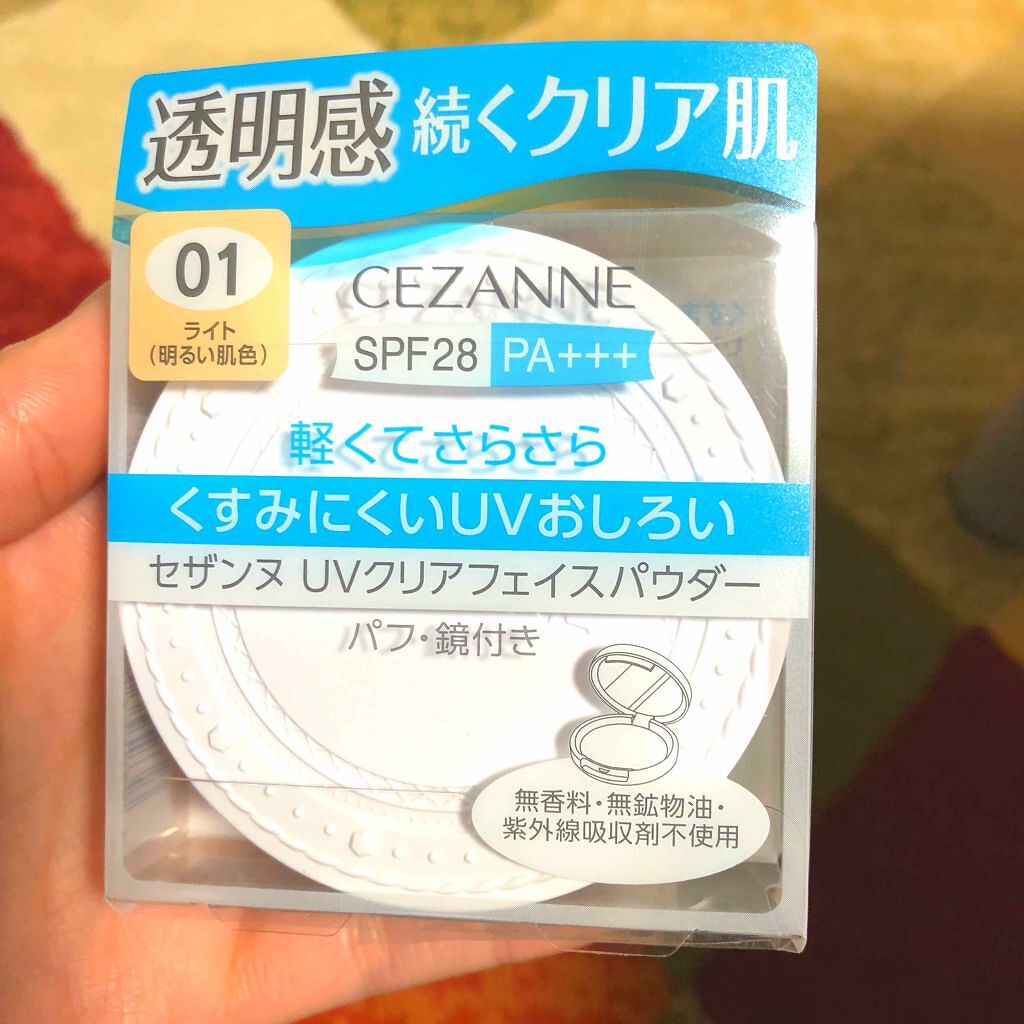 透明感 続くクリア肌
01
ライト
(明るい肌色)
CEZANNE
SPF28 PA+++
軽くてさらさら
くすみにくいUVおしろい
セザンヌ UVクリアフェイスパウダー
パフ・鏡付き
無香料・無鉱物油・
紫外線吸収剤不使用